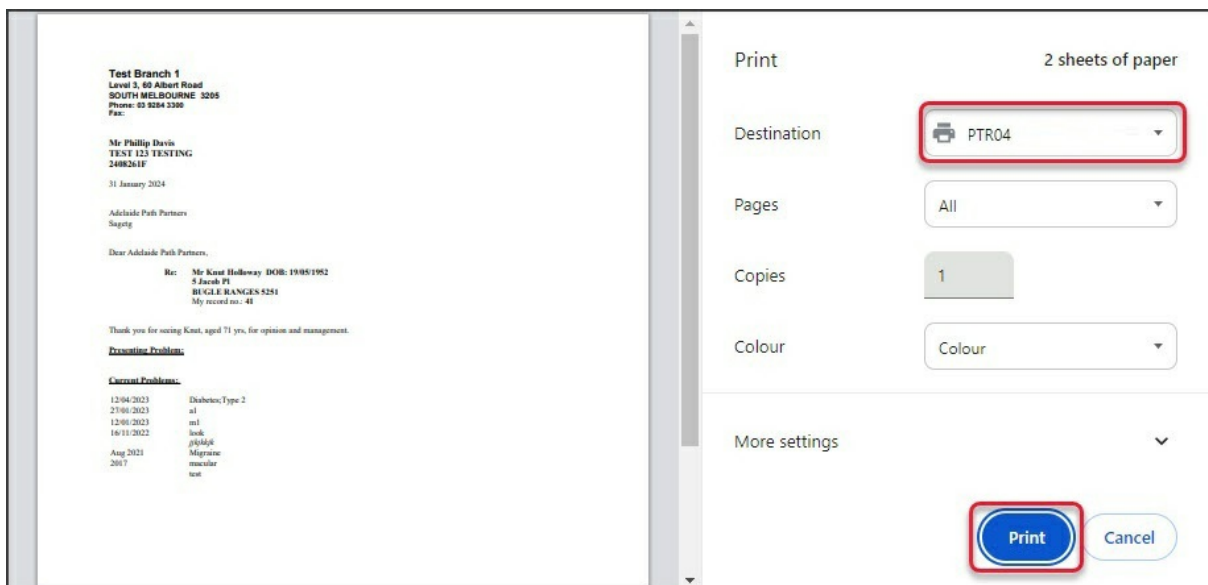 Test Branch 1
Level 3, 60 Albert Road
SOUTH MELBOURNE 3205
Phone: 03 9284 3300
Fax:
Mr Phillip Davis
TEST 123 TESTING
2408261F
31 January 2024
Adelaide Path Partners
Sagetg
Dear Adelaide Path Partners,
Re: Mr Knut Holloway DOB: 19/05/1952
5 Jacob Pl
BUGLE RANGES 5251
My record no.: 41
Thank you for seeing Knut, aged 71 yrs, for opinion and management.
Presenting Problem:
Current Problems:
12/04/2023 Diabetes;Type 2
27/01/2023 a1
12/01/2023 m1
16/11/2022 look
Aug 2021 Migraine
2017 macular
test
Print 2 sheets of paper
Destination PTR04
Pages All
Copies 1
Colour Colour
More settings
Print Cancel